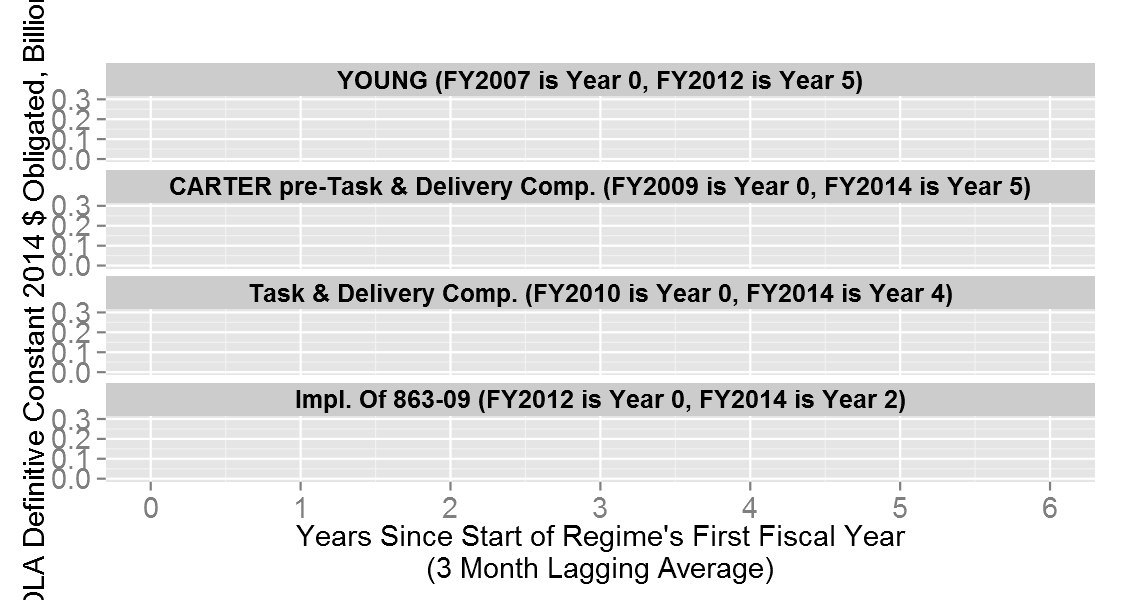 DLA Definitive Constant 2014 $ Obligated, Billion
YOUNG (FY2007 is Year 0, FY2012 is Year 5)
0.3
0.2
0.1
0.0
CARTER pre-Task & Delivery Comp. (FY2009 is Year 0, FY2014 is Year 5)
0.3
0.2
0.1
0.0
Task & Delivery Comp. (FY2010 is Year 0, FY2014 is Year 4)
0.3
0.2
0.1
0.0
Impl. Of 863-09 (FY2012 is Year 0, FY2014 is Year 2)
0.3
0.2
0.1
0.0
0 1 2 3 4 5 6
Years Since Start of Regime's First Fiscal Year
(3 Month Lagging Average)